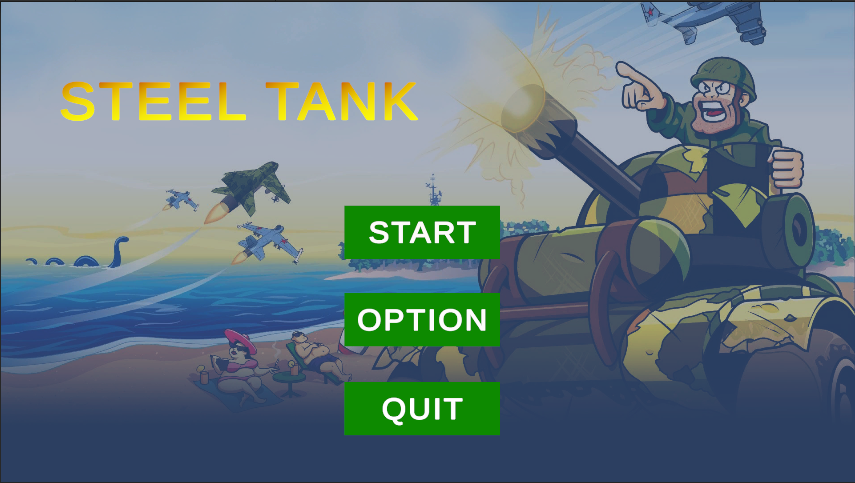 STEEL TANK
START
OPTION
QUIT